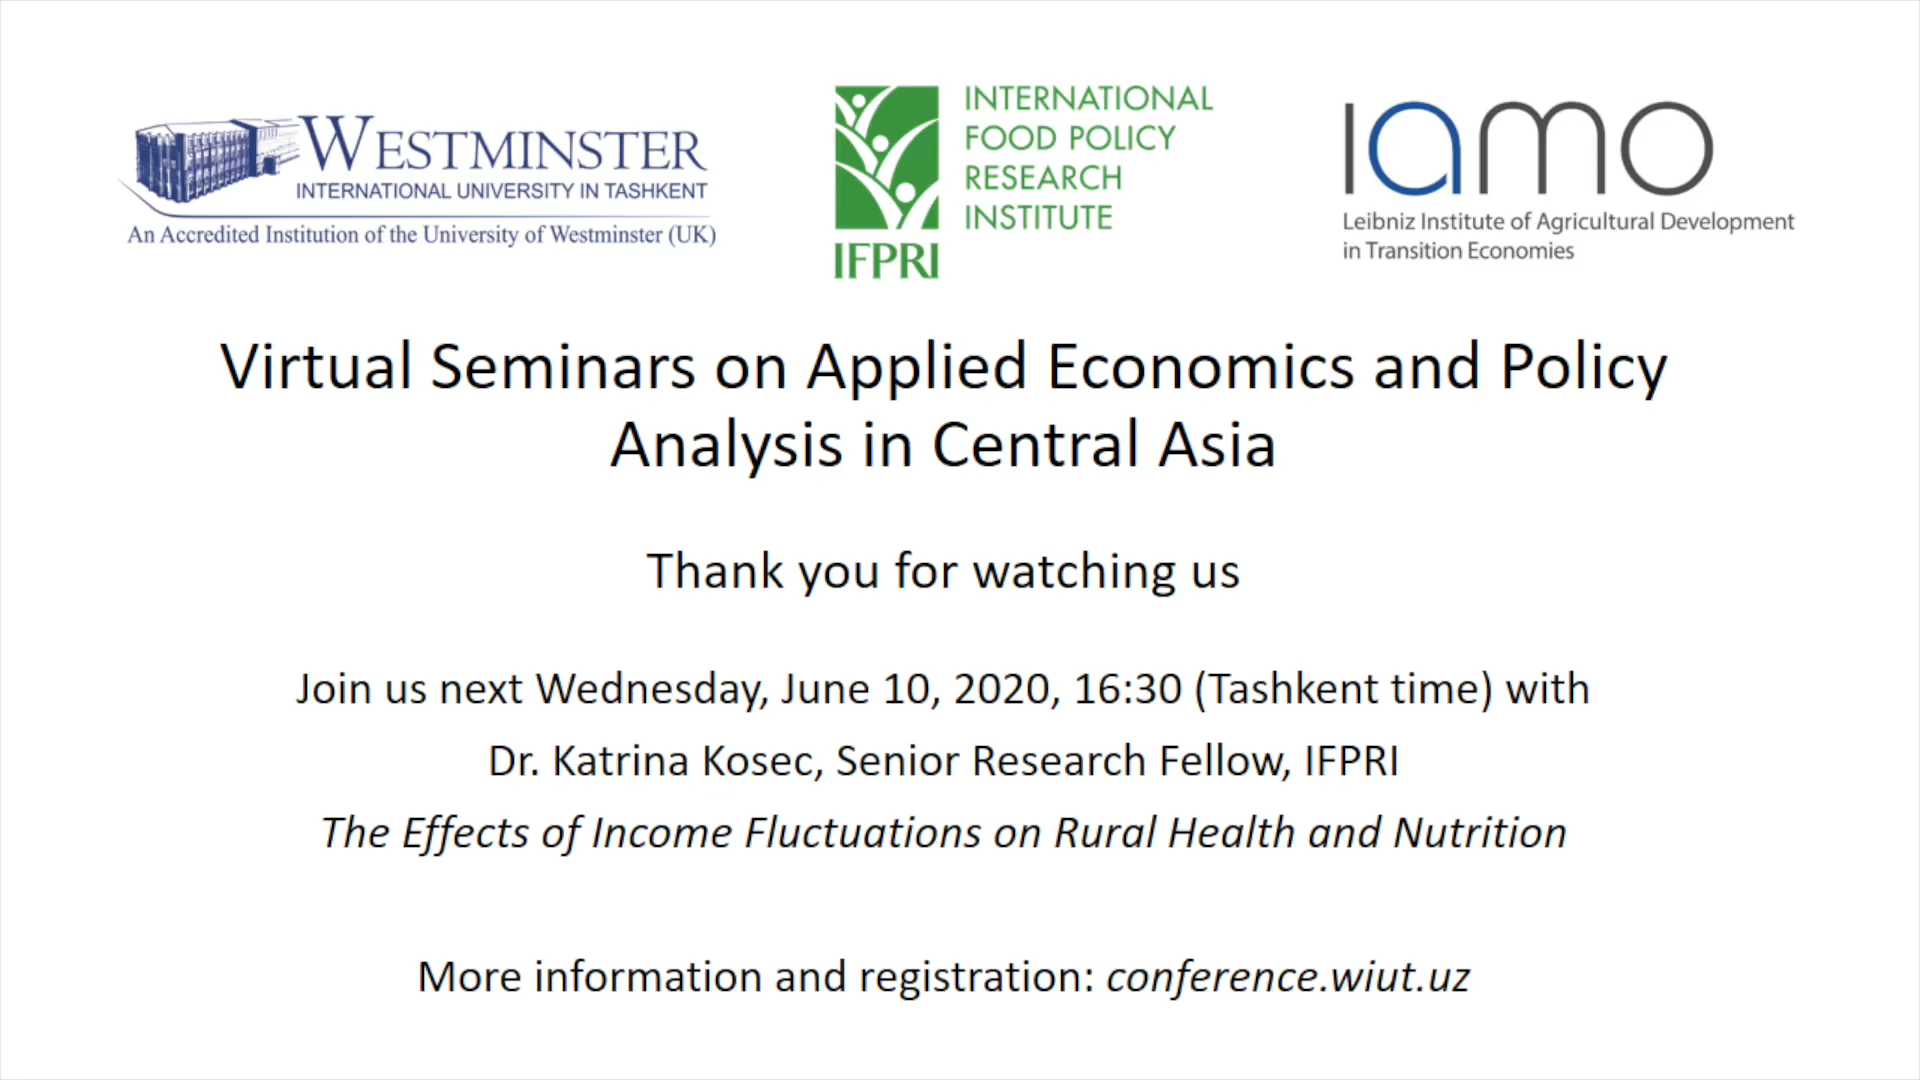 WESTMINSTER
INTERNATIONAL UNIVERSITY IN TASHKENT
An Accredited Institution of the University of Westminster (UK)
INTERNATIONAL
FOOD POLICY
RESEARCH
INSTITUTE
IFPRI
iamo
Leibniz Institute of Agricultural Development
in Transition Economies
Virtual Seminars on Applied Economics and Policy
Analysis in Central Asia
Thank you for watching us
Join us next Wednesday, June 10, 2020, 16:30 (Tashkent time) with
Dr. Katrina Kosec, Senior Research Fellow, IFPRI
The Effects of Income Fluctuations on Rural Health and Nutrition
More information and registration: conference.wiut.uz